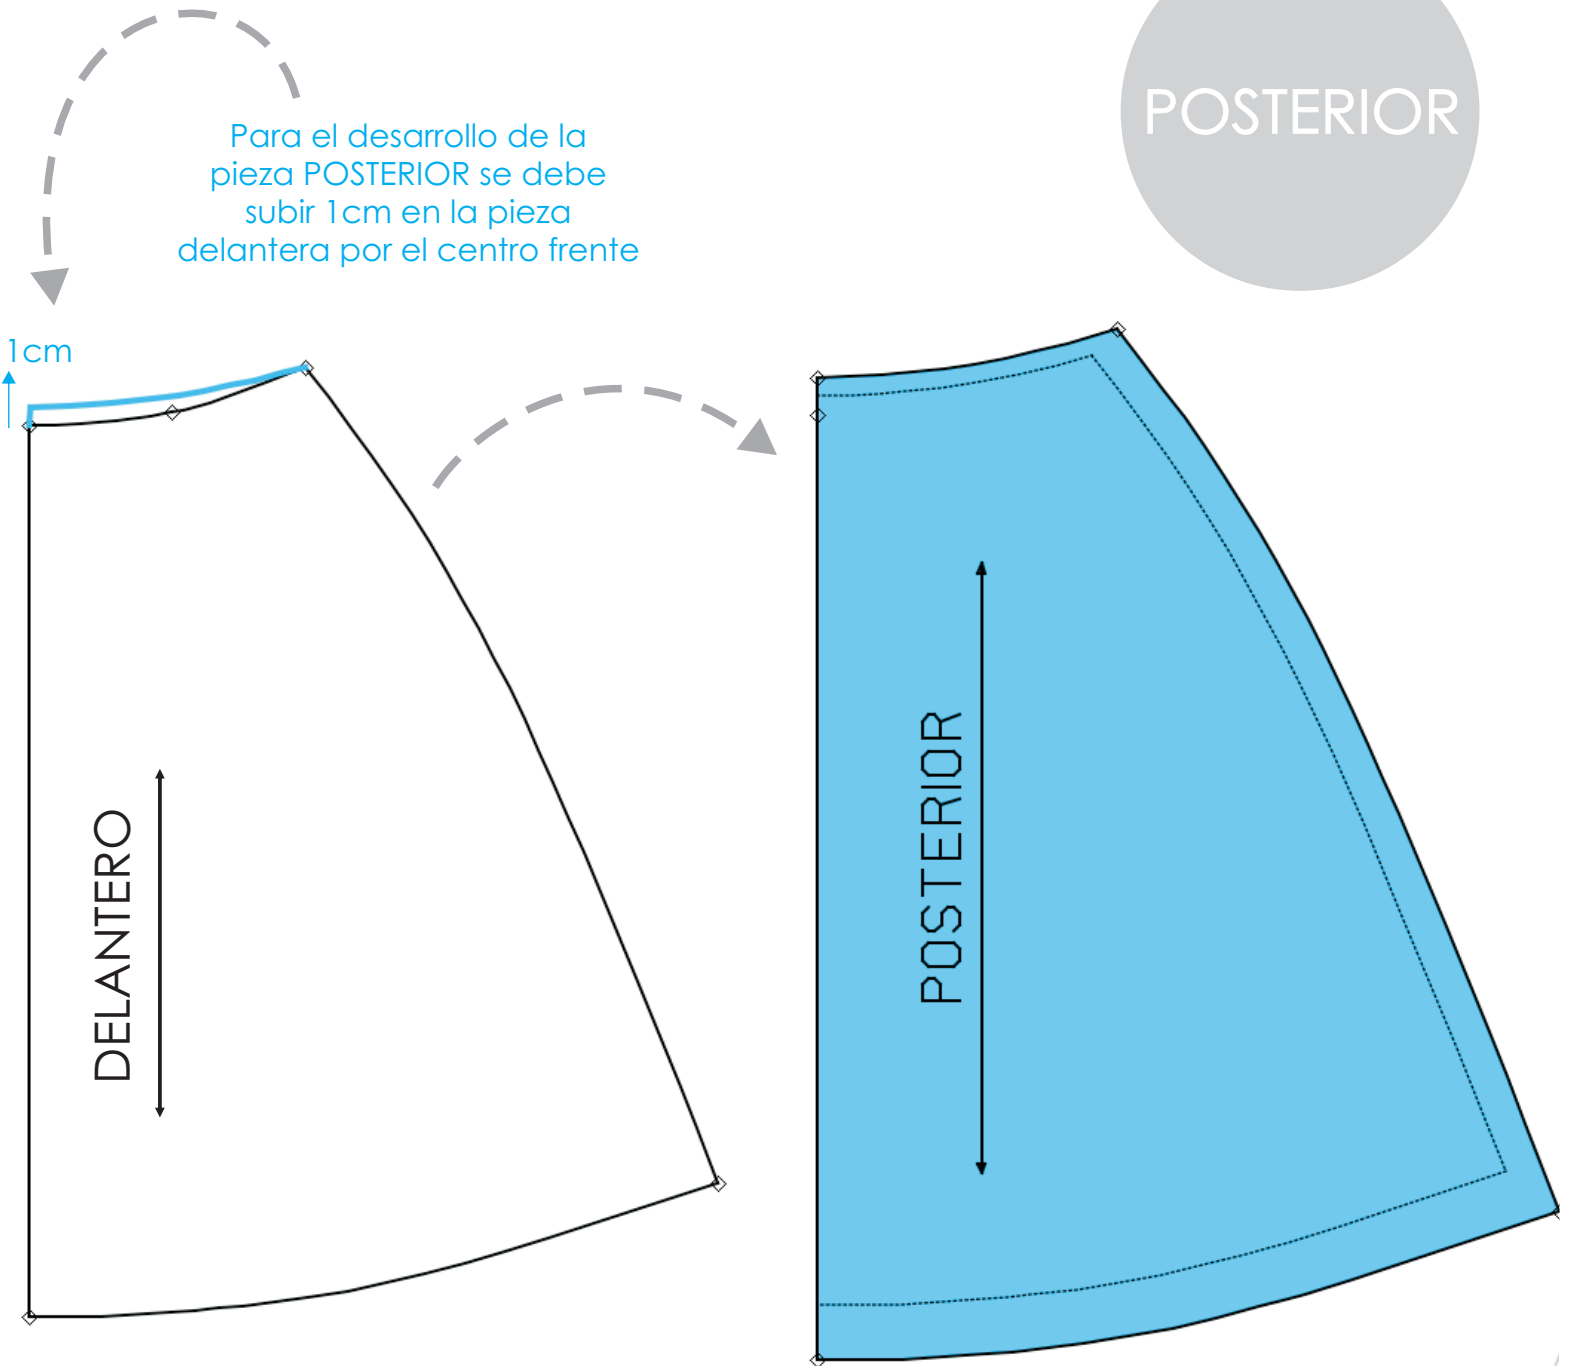 POSTERIOR
Para el desarrollo de la
pieza POSTERIOR se debe
subir 1cm en la pieza
delantera por el centro frente
1cm
DELANTERO
POSTERIOR